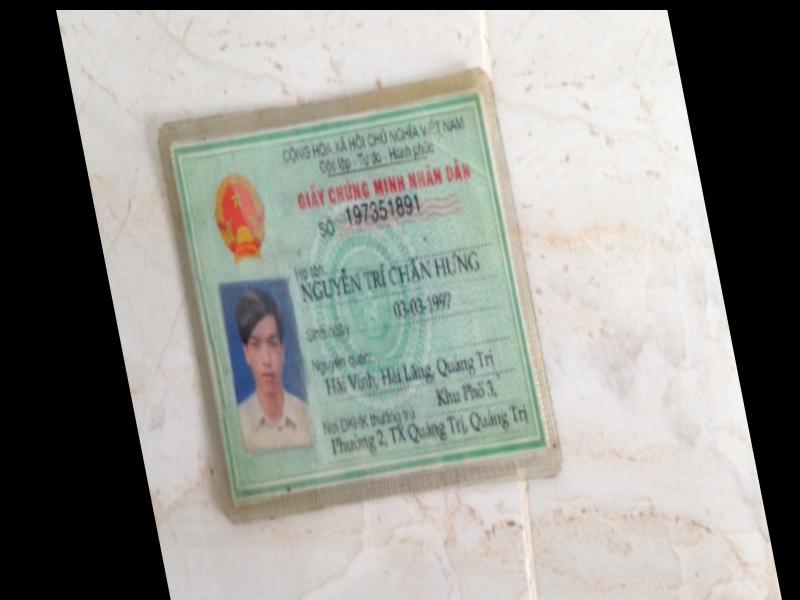 CỘNG HÒA XÃ HỘI CHỦ NGHĨA VIỆT NAM
Độc lập - Tự do - Hạnh phúc
GIẤY CHỨNG MINH NHÂN DÂN
SỐ 197351891
Họ tên
NGUYỄN TRÍ CHẤN HƯNG
03-03-1997
Sinh ngày
Nguyên quán
Hải Vĩnh, Hải Lăng, Quảng Trị
Khu Phố 3,
Nơi ĐKHK thường trú
Phường 2, TX Quảng Trị, Quảng Trị